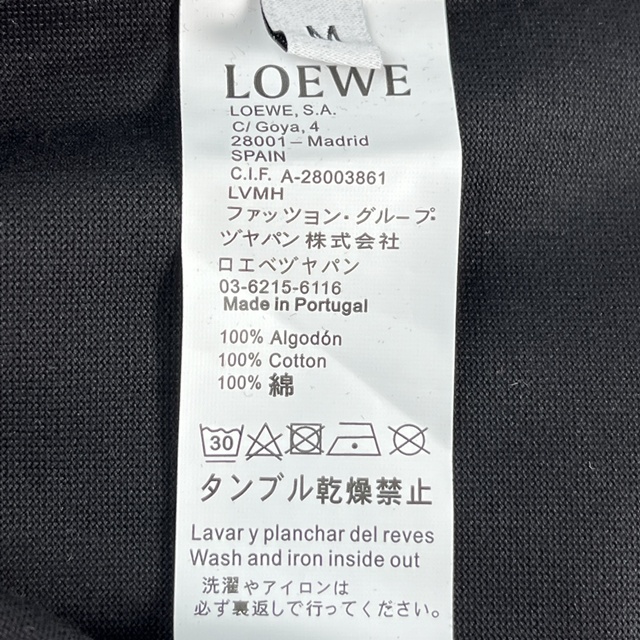 M
LOEWE
LOEWE, S.A.
C/ Goya, 4
28001 – Madrid
SPAIN
C.I.F. A-28003861
LVMH
ファッツョン・グループ
ヅャパン株式会社
ロエベヅャパン
03-6215-6116
Made in Portugal
100% Algodón
100% Cotton
100% 綿
30
タンブル乾燥禁止
Lavar y planchar del reves
Wash and iron inside out
洗濯やアイロンは
必ず裏返しで行ってください。